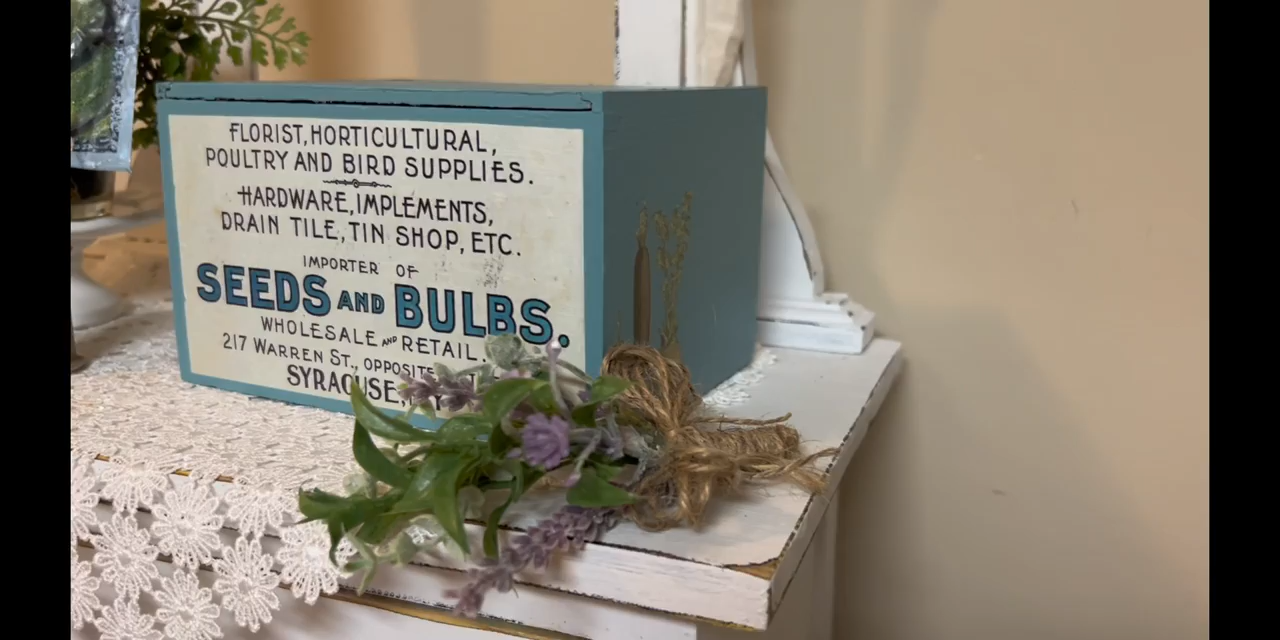 FLORIST, HORTICULTURAL,
POULTRY AND BIRD SUPPLIES.
HARDWARE, IMPLEMENTS,
DRAIN TILE, TIN SHOP, ETC.
IMPORTER OF
SEEDS AND BULBS.
WHOLESALE AND RETAIL.
217 WARREN ST., OPPOSITE
SYRACUSE,